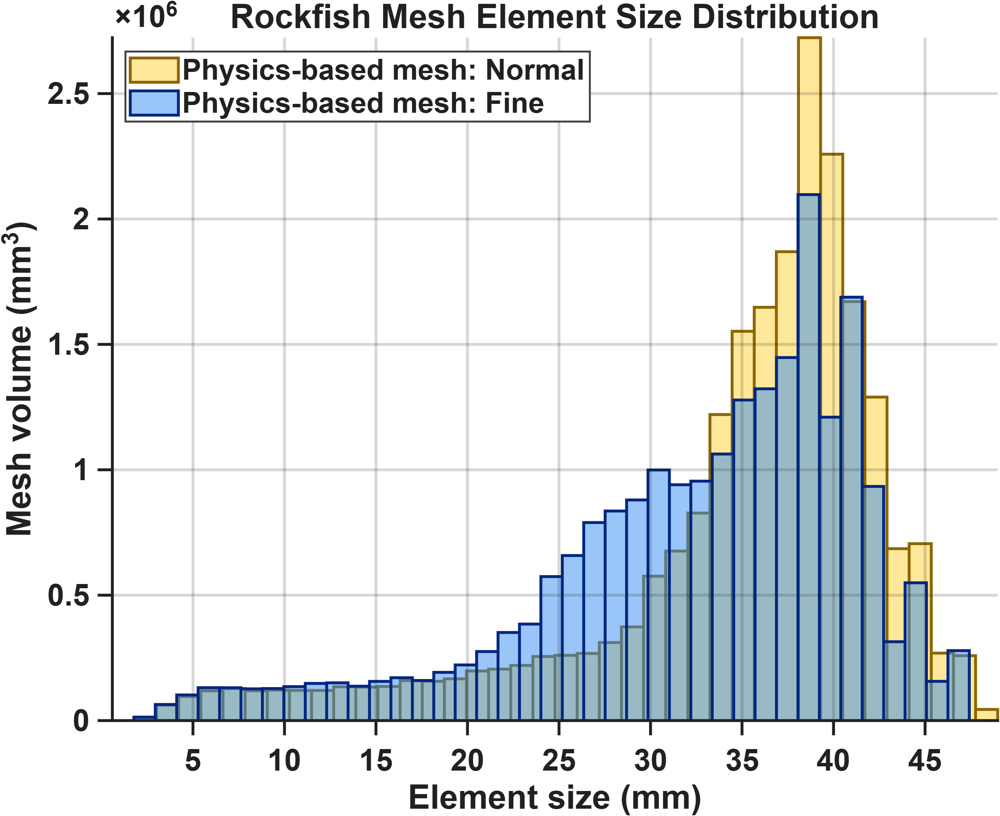 ×10⁶ Rockfish Mesh Element Size Distribution
Physics-based mesh: Normal
Physics-based mesh: Fine
Mesh volume (mm³)
2.5
2
1.5
1
0.5
0
5 10 15 20 25 30 35 40 45
Element size (mm)